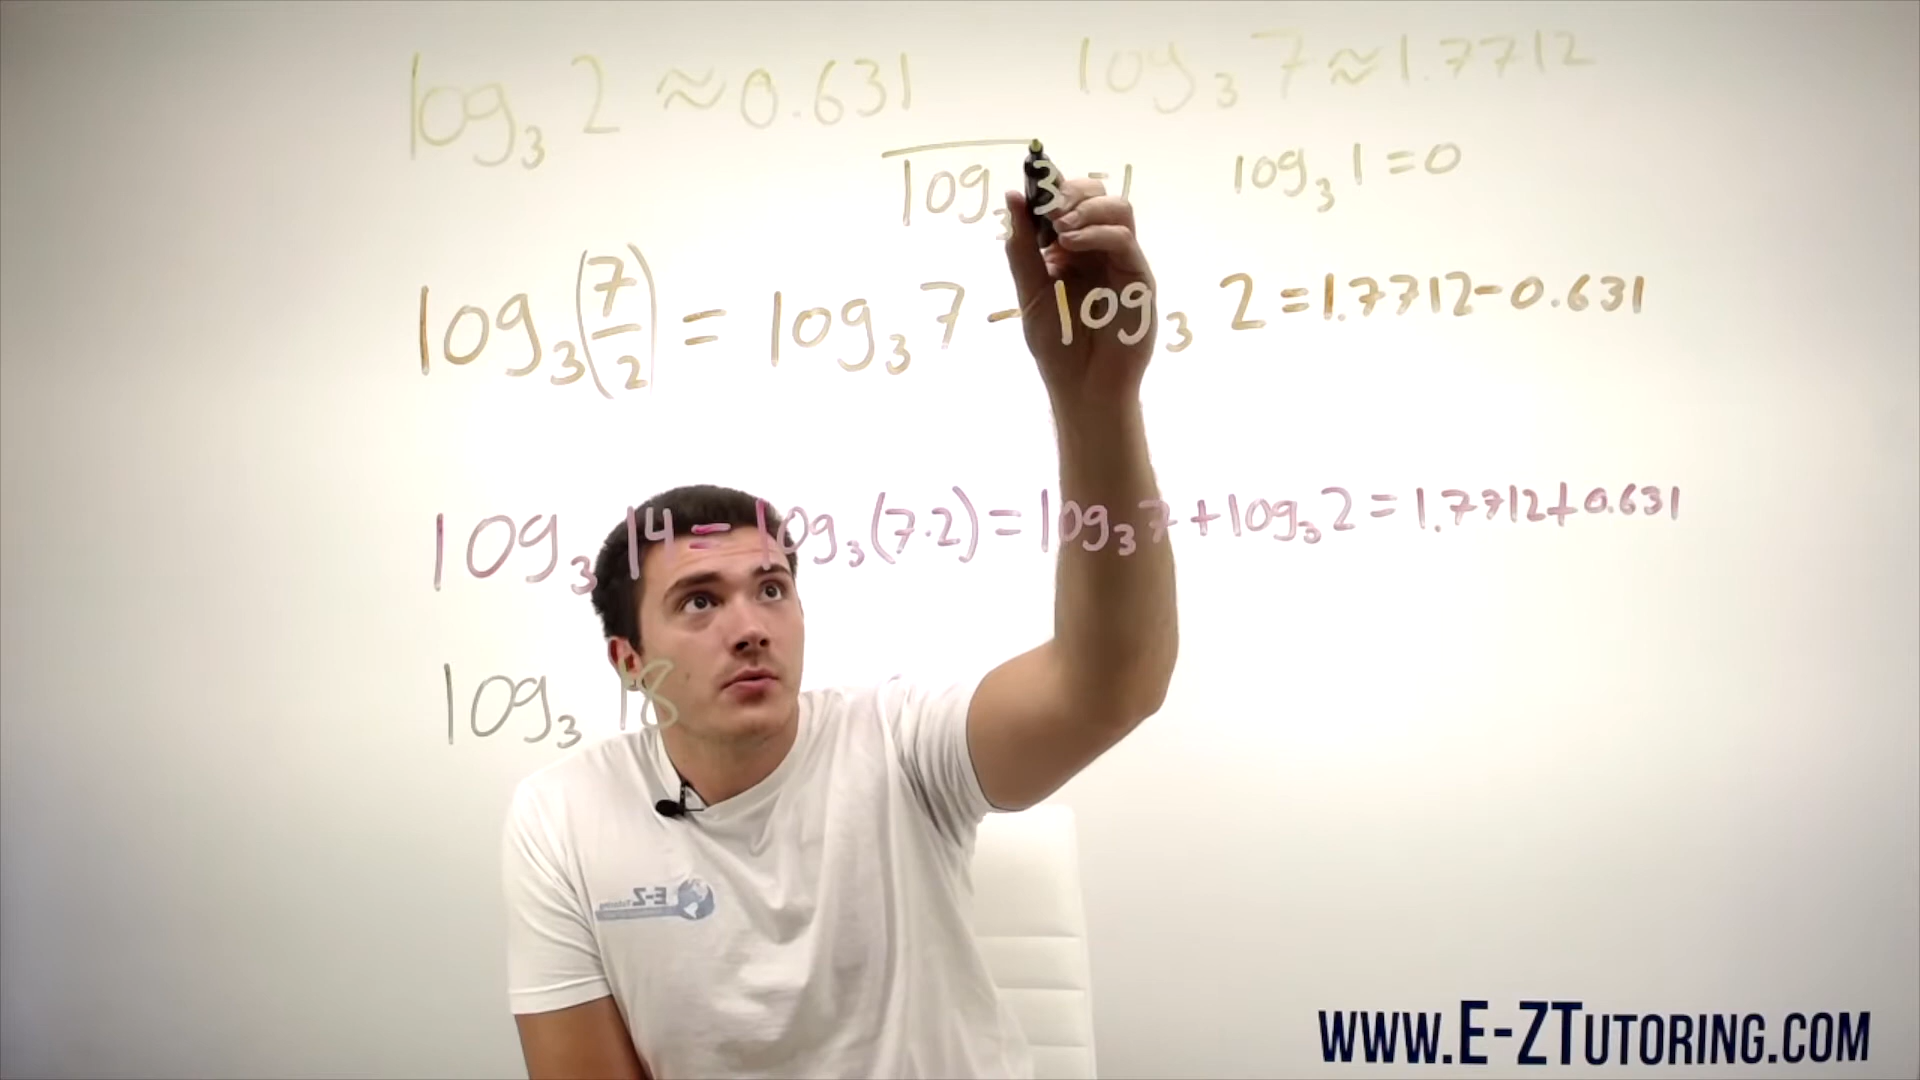 log₃ 2 ≈ 0.631 log₃ 7 ≈ 1.7712
log₃ 3 = 1 log₃ 1 = 0
log₃(7/2) = log₃ 7 - log₃ 2 = 1.7712 - 0.631
log₃ 14 = log₃(7·2) = log₃ 7 + log₃ 2 = 1.7712 + 0.631
log₃ 18
E-Z Tutoring
WWW.E-ZTUTORING.COM